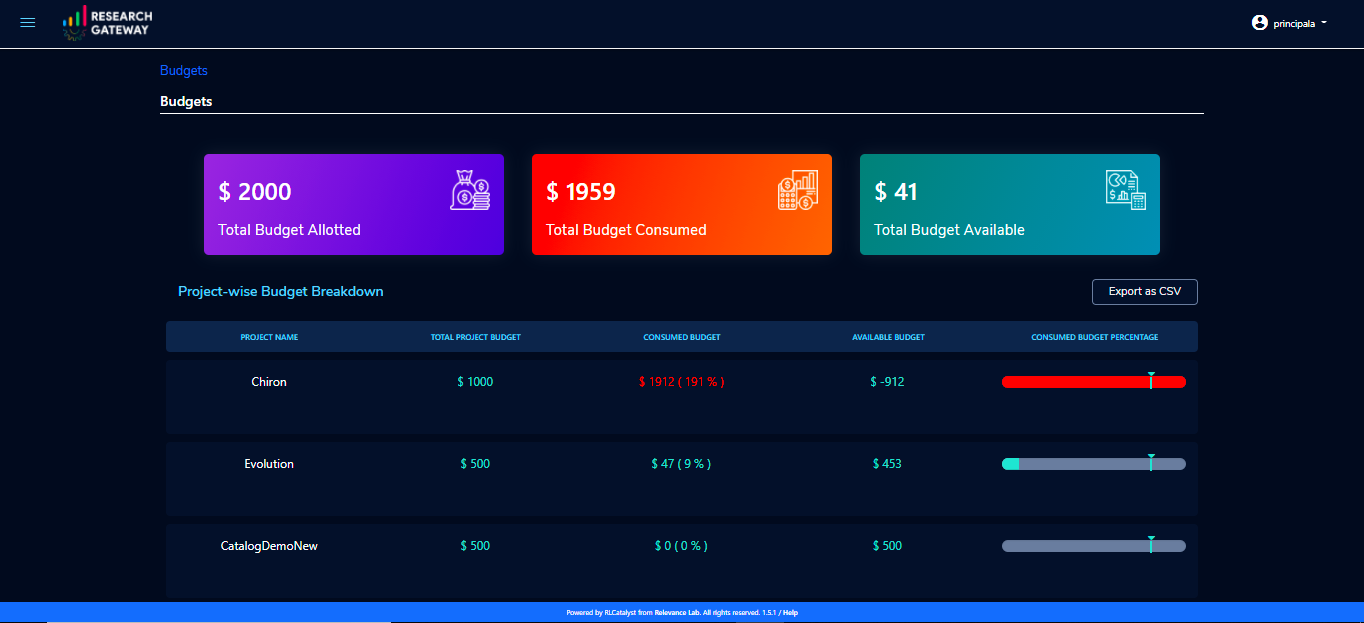 RESEARCH
GATEWAY
principala
Budgets
Budgets
$ 2000
Total Budget Allotted
$ 1959
Total Budget Consumed
$ 41
Total Budget Available
Project-wise Budget Breakdown
Export as CSV
PROJECT NAME TOTAL PROJECT BUDGET CONSUMED BUDGET AVAILABLE BUDGET CONSUMED BUDGET PERCENTAGE
Chiron $ 1000 $ 1912 ( 191 % ) $ -912
Evolution $ 500 $ 47 ( 9 % ) $ 453
CatalogDemoNew $ 500 $ 0 ( 0 % ) $ 500
Powered by RLCatalyst from Relevance Lab. All rights reserved. 1.5.1 / Help